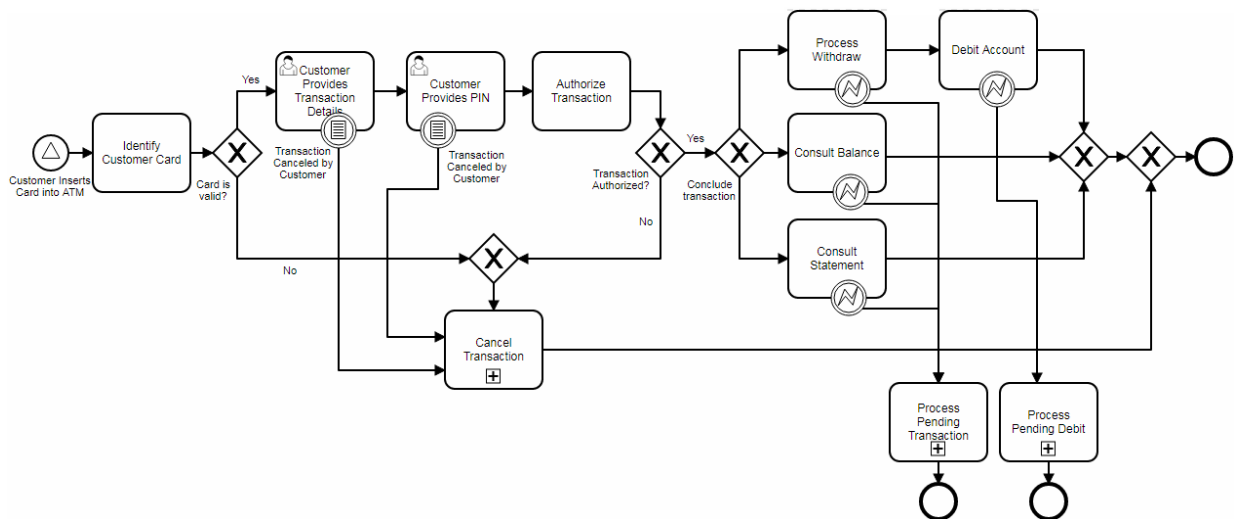 Customer Inserts
Card into ATM
Identify
Customer Card
Card is
valid?
Yes
No
Customer
Provides
Transaction
Details
Transaction
Canceled by
Customer
Customer
Provides PIN
Transaction
Canceled by
Customer
Authorize
Transaction
Transaction
Authorized?
Yes
No
Conclude
transaction
Process
Withdraw
Debit Account
Consult Balance
Consult
Statement
Cancel
Transaction
Process
Pending
Transaction
Process
Pending Debit